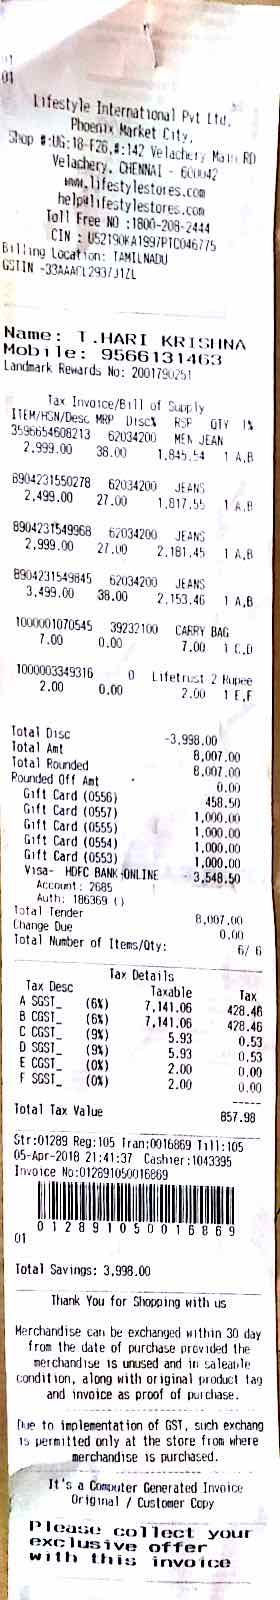 01
01
Lifestyle International Pvt Ltd.
Phoenix Market City,
Shop #:UG:18-F26,#:142 Velachery Main RD
Velachery, CHENNAI - 600042
www.lifestylestores.com
help@lifestylestores.com
Toll Free NO :1800-208-2444
CIN : U52190KA1997PTC046775
Billing Location: TAMILNADU
GSTIN -33AAACL2937J1ZL
Name: T.HARI KRISHNA
Mobile: 9566131463
Landmark Rewards No: 2001790251
Tax Invoice/Bill of Supply
ITEM/HSN/Desc MRP Disc% RSP QTY T%
3596654608213 62034200 MEN JEAN
2,999.00 38.00 1,845.54 1 A,B
8904231550278 62034200 JEANS
2,499.00 27.00 1,817.55 1 A,B
8904231549968 62034200 JEANS
2,999.00 27.00 2,181.45 1 A,B
8904231549845 62034200 JEANS
3,499.00 38.00 2,153.46 1 A,B
1000001070545 39232100 CARRY BAG
7.00 0.00 7.00 1 C,D
1000003349316 0 Lifetrust 2 Rupee
2.00 0.00 2.00 1 E,F
Total Disc -3,998.00
Total Amt 8,007.00
Total Rounded 8,007.00
Rounded Off Amt 0.00
Gift Card (0556) 458.50
Gift Card (0557) 1,000.00
Gift Card (0555) 1,000.00
Gift Card (0554) 1,000.00
Gift Card (0553) 1,000.00
Visa- HDFC BANK-ONLINE 3,548.50
Account: 2685
Auth: 186369 ()
Total Tender 8,007.00
Change Due 0.00
Total Number of Items/Qty: 6/ 6
Tax Details
Tax Desc Taxable Tax
A SGST_ (6%) 7,141.06 428.46
B CGST_ (6%) 7,141.06 428.46
C CGST_ (9%) 5.93 0.53
D SGST_ (9%) 5.93 0.53
E CGST_ (0%) 2.00 0.00
F SGST_ (0%) 2.00 0.00
Total Tax Value 857.98
Str:01289 Reg:105 Tran:0016869 Till:105
05-Apr-2018 21:41:37 Cashier:1043395
Invoice No:012891050016869
012891050016869
01
Total Savings: 3,998.00
Thank You for Shopping with us
Merchandise can be exchanged within 30 day
from the date of purchase provided the
merchandise is unused and in saleable
condition, along with original product tag
and invoice as proof of purchase.
Due to implementation of GST, such exchang
is permitted only at the store from where
merchandise is purchased.
It's a Computer Generated Invoice
Original / Customer Copy
Please collect your
exclusive offer
with this invoice